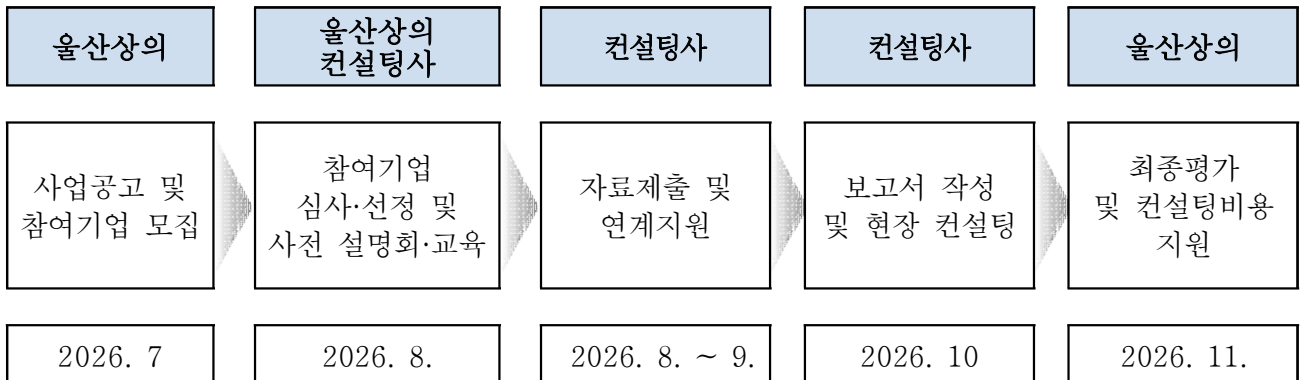 울산상의
울산상의
컨설팅사
컨설팅사
컨설팅사
울산상의
사업공고 및
참여기업 모집
참여기업
심사·선정 및
사전 설명회·교육
자료제출 및
연계지원
보고서 작성
및 현장 컨설팅
최종평가
및 컨설팅비용
지원
2026. 7
2026. 8.
2026. 8. ~ 9.
2026. 10
2026. 11.